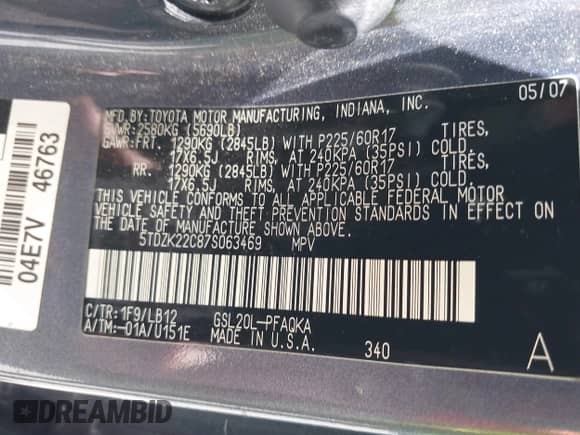 05/07
MFD.BY:TOYOTA MOTOR MANUFACTURING, INDIANA, INC.
GVWR:2580KG (5690LB)
GAWR:FRT. 1290KG (2845LB) WITH P225/60R17 TIRES,
17X6.5J RIMS, AT 240KPA (35PSI) COLD.
RR. 1290KG (2845LB) WITH P225/60R17 TIRES,
17X6.5J RIMS, AT 240KPA (35PSI) COLD.
THIS VEHICLE CONFORMS TO ALL APPLICABLE FEDERAL MOTOR
VEHICLE SAFETY AND THEFT PREVENTION STANDARDS IN EFFECT ON
THE DATE OF MANUFACTURE SHOWN ABOVE.
5TDZK22C87S063469 MPV
C/TR:1F9/LB12 GSL20L-PFAQKA
A/TM:-01A/U151E MADE IN U.S.A. 340 A
04E7V 46763
DREAMBID